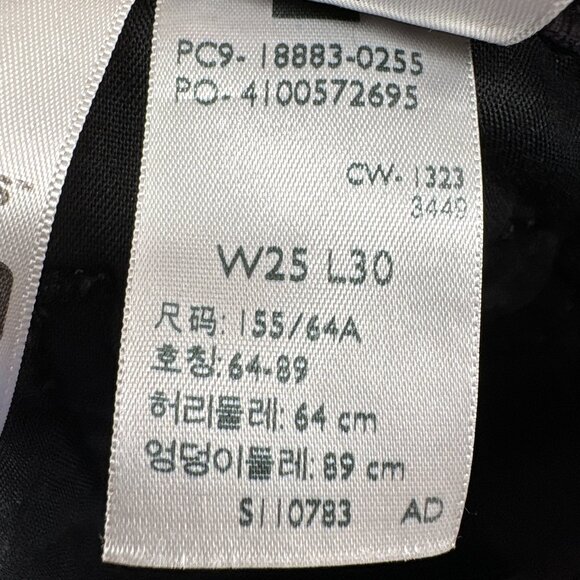 PC9- 18883-0255
PO- 4100572695
CW- 1323
3449
W25 L30
尺码: 155/64A
호칭: 64-89
허리둘레: 64 cm
엉덩이둘레: 89 cm
S110783 AD